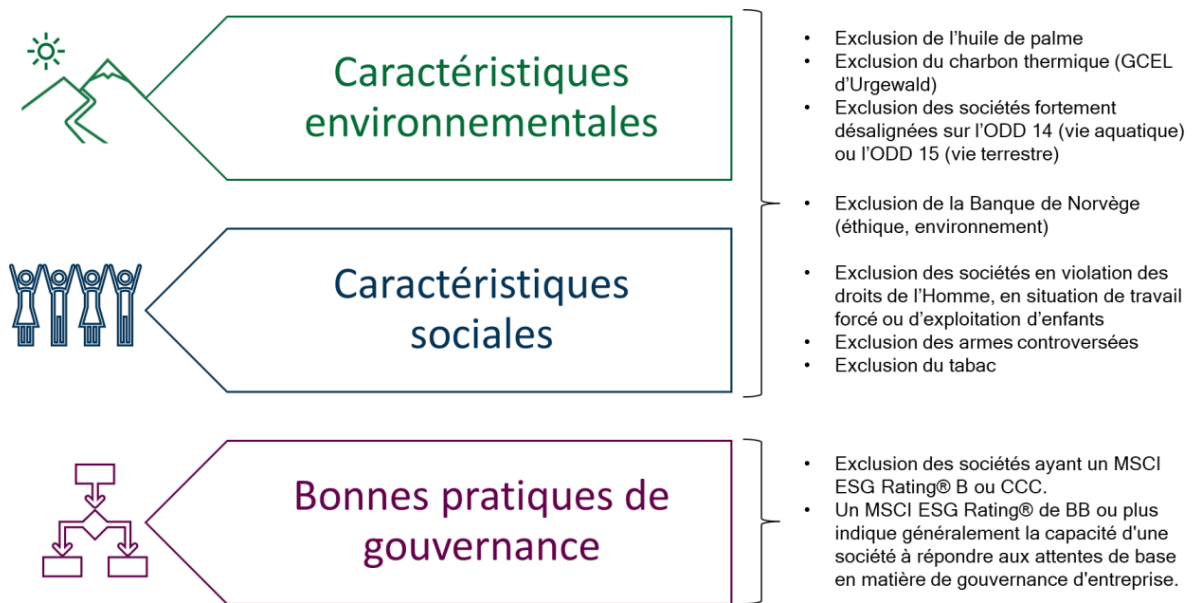 Caractéristiques
environnementales
• Exclusion de l’huile de palme
• Exclusion du charbon thermique (GCEL
d’Urgewald)
• Exclusion des sociétés fortement
désalignées sur l’ODD 14 (vie aquatique)
ou l’ODD 15 (vie terrestre)
• Exclusion de la Banque de Norvège
(éthique, environnement)
Caractéristiques
sociales
• Exclusion des sociétés en violation des
droits de l’Homme, en situation de travail
forcé ou d’exploitation d’enfants
• Exclusion des armes controversées
• Exclusion du tabac
Bonnes pratiques de
gouvernance
• Exclusion des sociétés ayant un MSCI
ESG Rating® B ou CCC.
• Un MSCI ESG Rating® de BB ou plus
indique généralement la capacité d'une
société à répondre aux attentes de base
en matière de gouvernance d'entreprise.